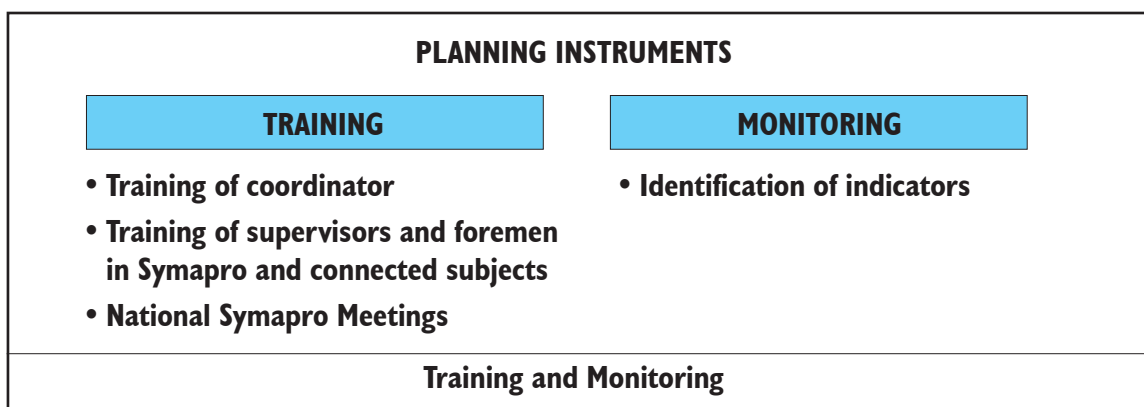 PLANNING INSTRUMENTS
TRAINING
• Training of coordinator
• Training of supervisors and foremen
in Symapro and connected subjects
• National Symapro Meetings
MONITORING
• Identification of indicators
Training and Monitoring